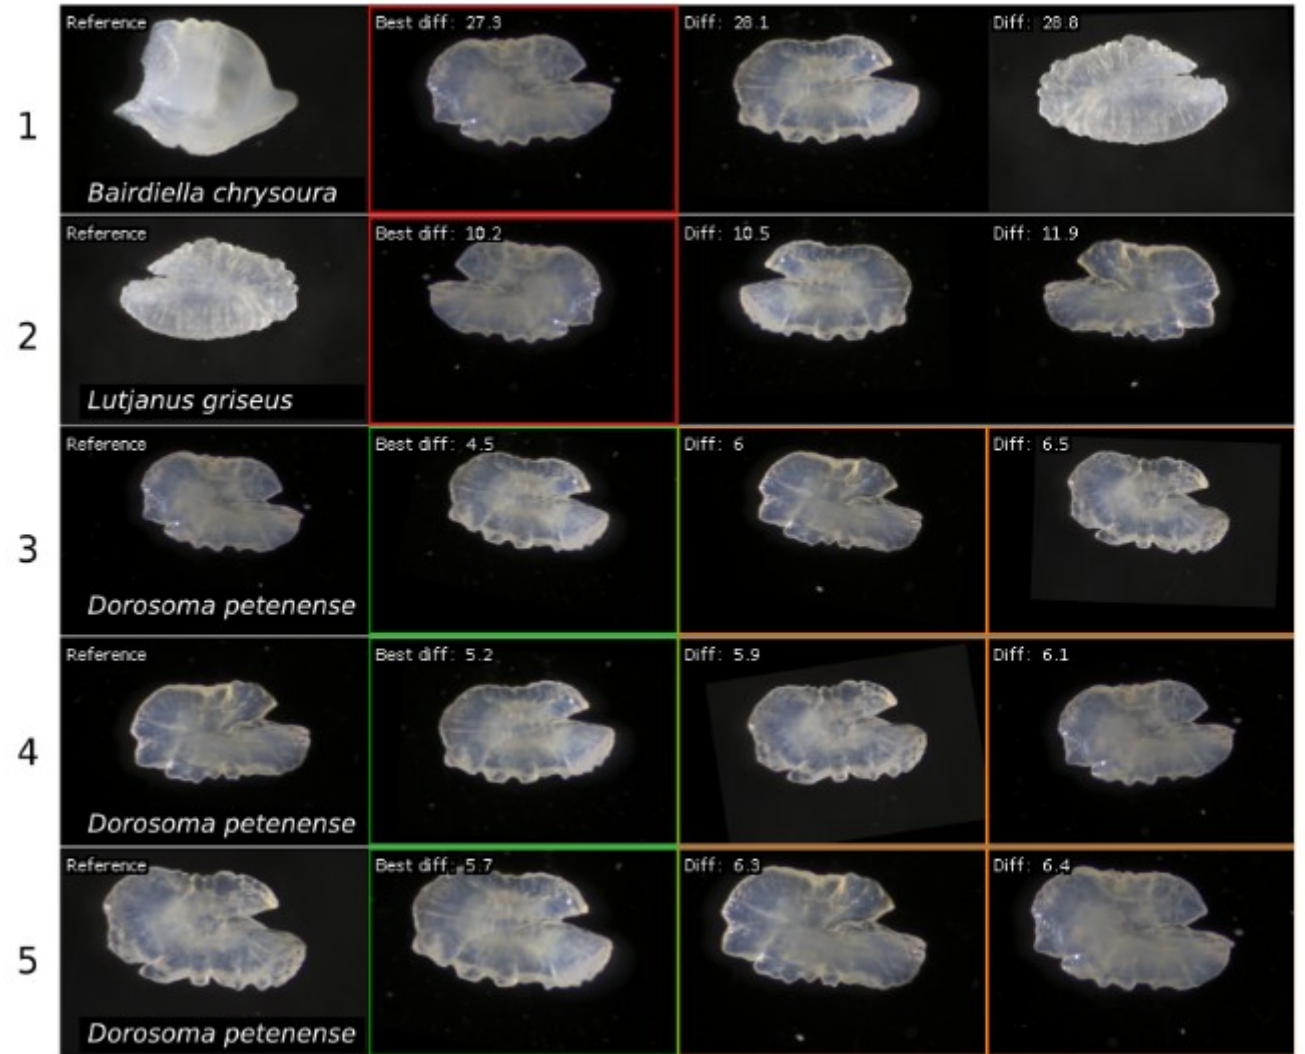 1
Reference
Best diff: 27.3
Diff: 28.1
Diff: 28.8
Bairdiella chrysoura
2
Reference
Best diff: 10.2
Diff: 10.5
Diff: 11.9
Lutjanus griseus
3
Reference
Best diff: 4.5
Diff: 6
Diff: 6.5
Dorosoma petenense
4
Reference
Best diff: 5.2
Diff: 5.9
Diff: 6.1
Dorosoma petenense
5
Reference
Best diff: 5.7
Diff: 6.3
Diff: 6.4
Dorosoma petenense